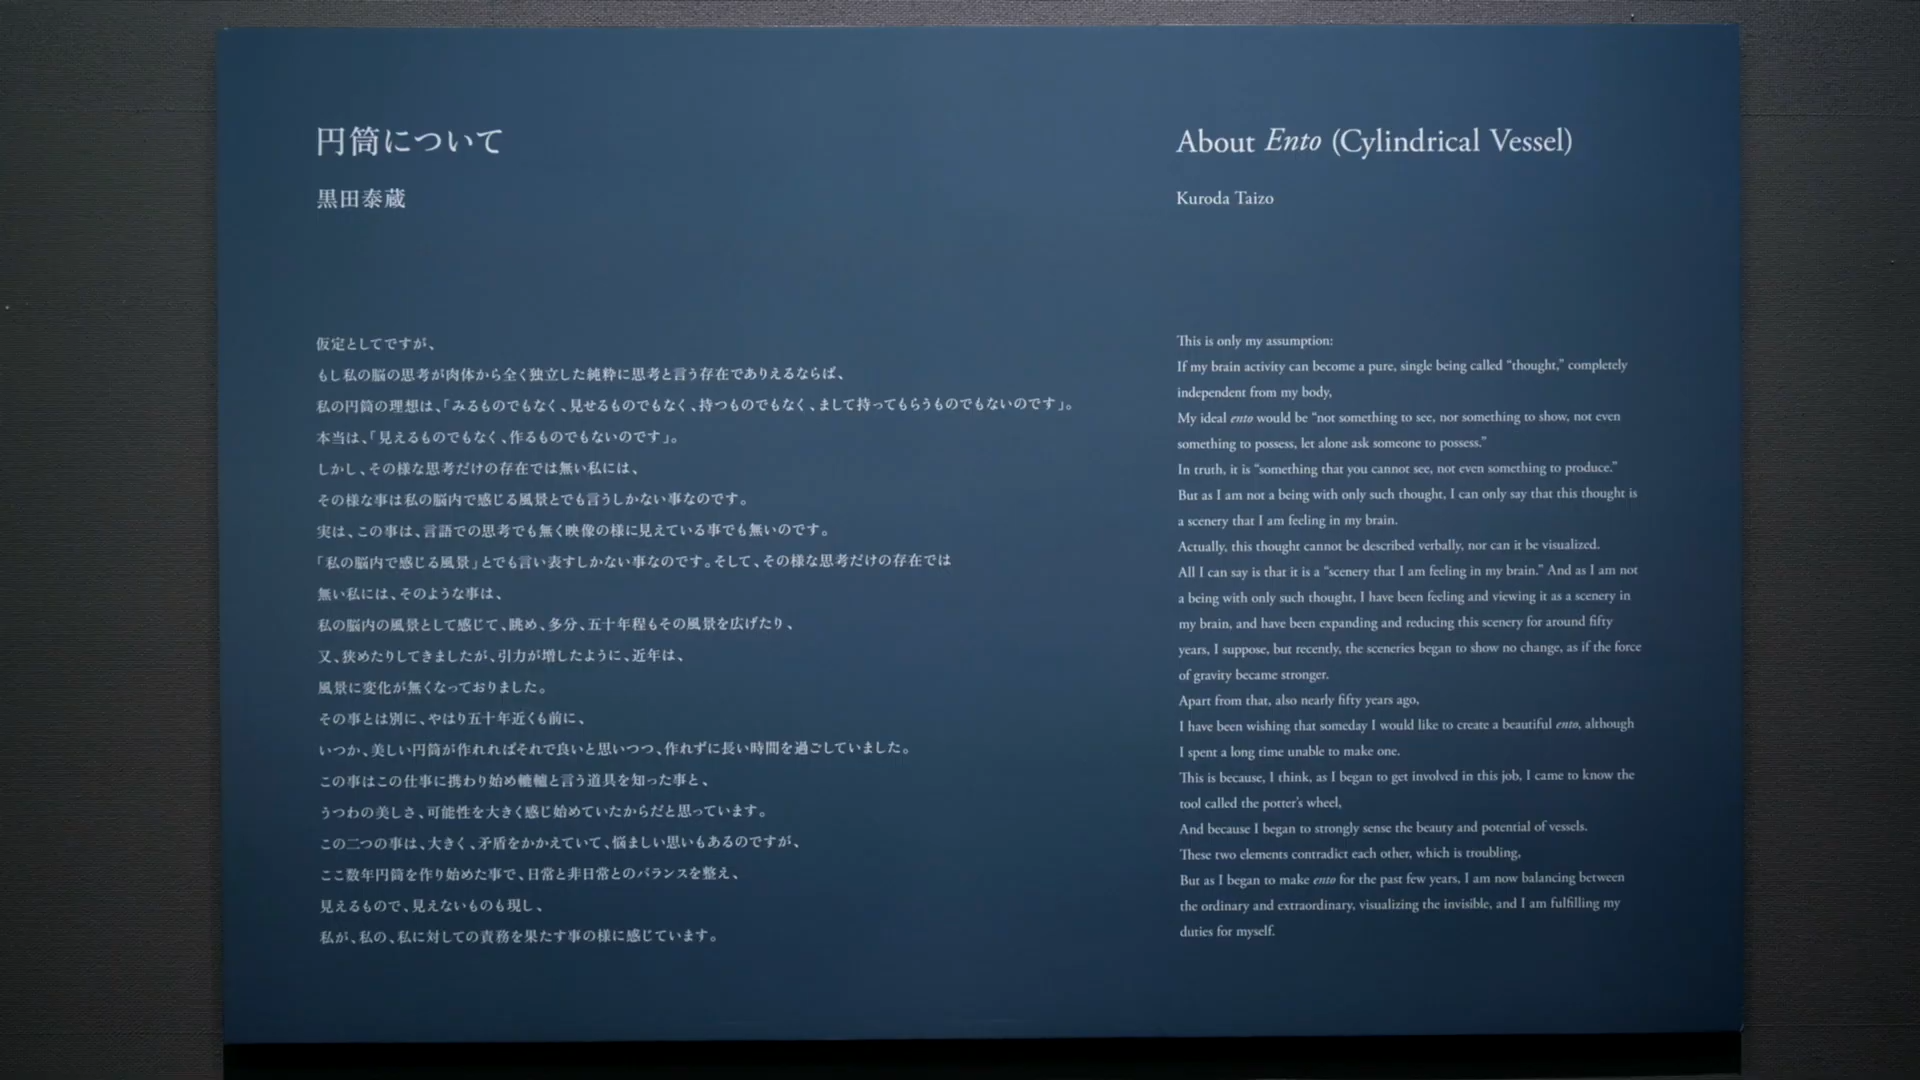 円筒について
黒田泰蔵
仮定としてですが、
もし私の脳の思考が肉体から全く独立した純粋に思考と言う存在でありえるならば、
私の円筒の理想は、「みるものでもなく、見せるものでもなく、持つものでもなく、まして持ってもらうものでもないのです」。
本当は、「見えるものでもなく、作るものでもないのです」。
しかし、その様な思考だけの存在では無い私には、
その様な事は私の脳内で感じる風景とでも言うしかない事なのです。
実は、この事は、言語での思考でも無く映像の様に見えている事でも無いのです。
「私の脳内で感じる風景」とでも言い表すしかない事なのです。そして、その様な思考だけの存在では
無い私には、そのような事は、
私の脳内の風景として感じて、眺め、多分、五十年程もその風景を広げたり、
又、狭めたりしてきましたが、引力が増したように、近年は、
風景に変化が無くなっておりました。
その事とは別に、やはり五十年近くも前に、
いつか、美しい円筒が作れればそれで良いと思いつつ、作れずに長い時間を過ごしていました。
この事はこの仕事に携わり始め轆轤と言う道具を知った事と、
うつわの美しさ、可能性を大きく感じ始めていたからだと思っています。
この二つの事は、大きく、矛盾をかかえていて、悩ましい思いもあるのですが、
ここ数年円筒を作り始めた事で、日常と非日常とのバランスを整え、
見えるもので、見えないものも現し、
私が、私の、私に対しての責務を果たす事の様に感じています。
About Ento (Cylindrical Vessel)
Kuroda Taizo
This is only my assumption:
If my brain activity can become a pure, single being called “thought,” completely
independent from my body,
My ideal ento would be “not something to see, nor something to show, not even
something to possess, let alone ask someone to possess.”
In truth, it is “something that you cannot see, not even something to produce.”
But as I am not a being with only such thought, I can only say that this thought is
a scenery that I am feeling in my brain.
Actually, this thought cannot be described verbally, nor can it be visualized.
All I can say is that it is a “scenery that I am feeling in my brain.” And as I am not
a being with only such thought, I have been feeling and viewing it as a scenery in
my brain, and have been expanding and reducing this scenery for around fifty
years, I suppose, but recently, the sceneries began to show no change, as if the force
of gravity became stronger.
Apart from that, also nearly fifty years ago,
I have been wishing that someday I would like to create a beautiful ento, although
I spent a long time unable to make one.
This is because, I think, as I began to get involved in this job, I came to know the
tool called the potter’s wheel,
And because I began to strongly sense the beauty and potential of vessels.
These two elements contradict each other, which is troubling,
But as I began to make ento for the past few years, I am now balancing between
the ordinary and extraordinary, visualizing the invisible, and I am fulfilling my
duties for myself.